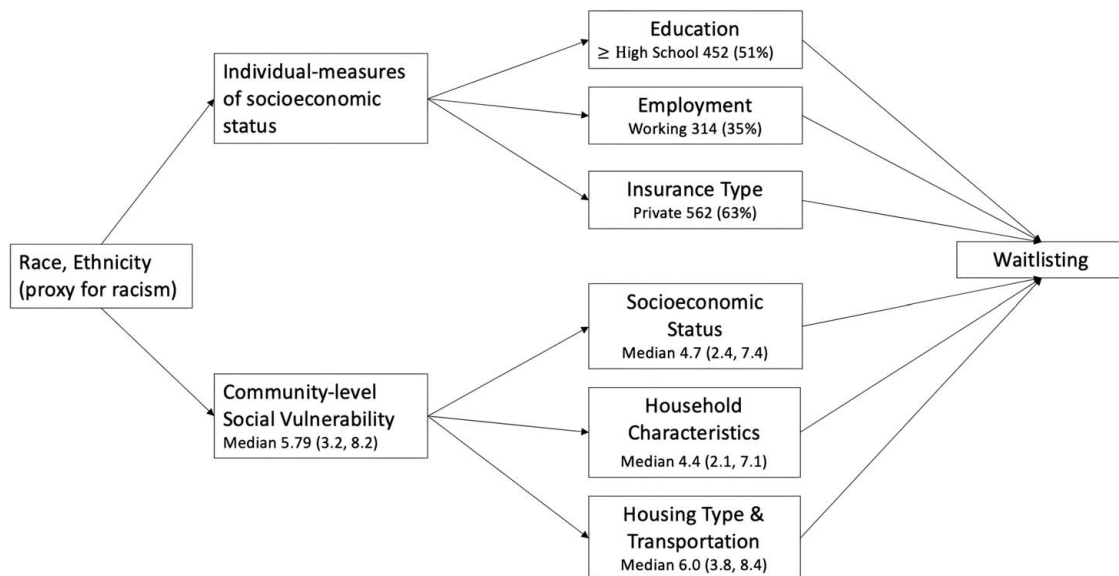 Race, Ethnicity
(proxy for racism)
Individual-measures
of socioeconomic
status
Community-level
Social Vulnerability
Median 5.79 (3.2, 8.2)
Education
≥ High School 452 (51%)
Employment
Working 314 (35%)
Insurance Type
Private 562 (63%)
Socioeconomic
Status
Median 4.7 (2.4, 7.4)
Household
Characteristics
Median 4.4 (2.1, 7.1)
Housing Type &
Transportation
Median 6.0 (3.8, 8.4)
Waitlisting